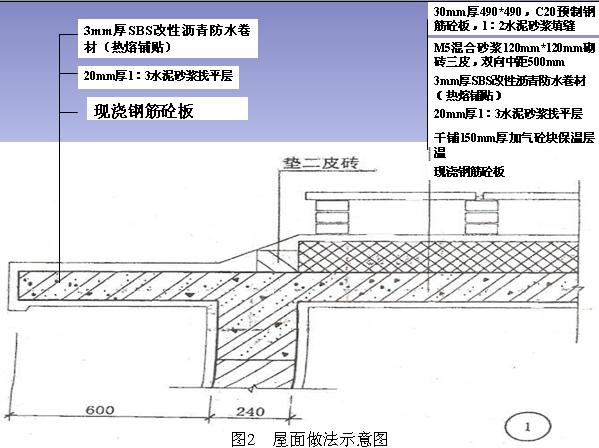 3mm厚SBS改性沥青防水卷
材（热熔铺贴）
20mm厚1：3水泥砂浆找平层
现浇钢筋砼板
30mm厚490*490，C20预制钢
筋砼板，1：2水泥砂浆填缝
M5混合砂浆120mm*120mm砌
砖三皮，双向中距500mm
3mm厚SBS改性沥青防水卷材
（热熔铺贴）
20mm厚1：3水泥砂浆找平层
干铺150mm厚加气砼块保温层
温
现浇钢筋砼板
垫二皮砖
600
240
1
图2 屋面做法示意图